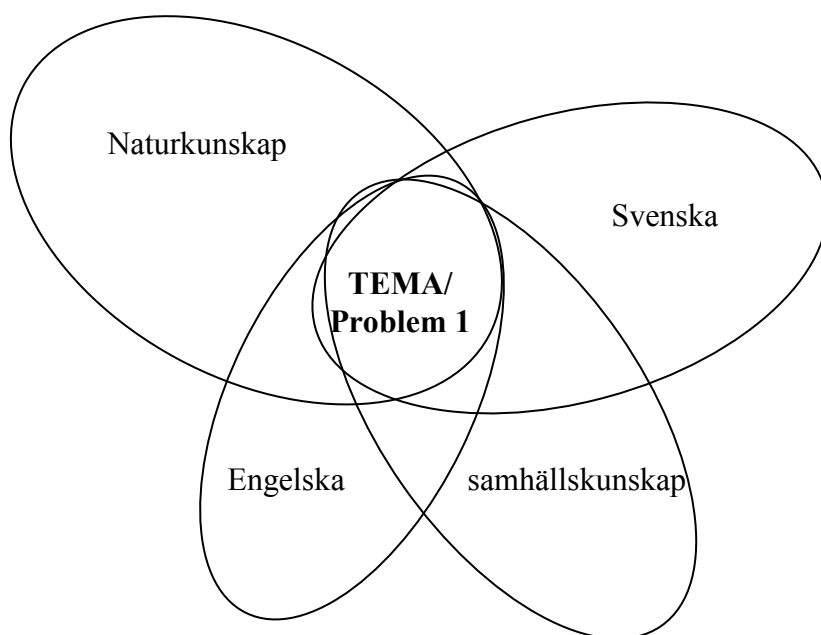 Naturkunskap
Svenska
TEMA/
Problem 1
Engelska
samhällskunskap